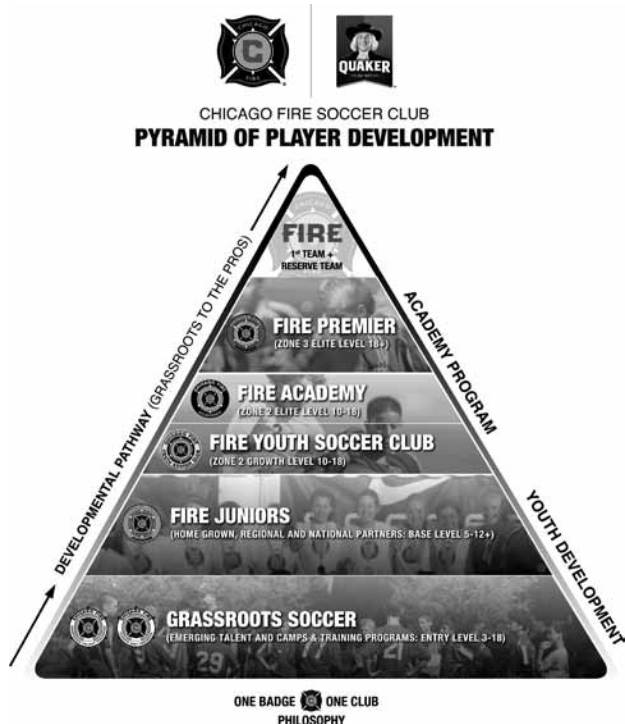 CHICAGO
C
FIRE
QUAKER
CHICAGO FIRE SOCCER CLUB
PYRAMID OF PLAYER DEVELOPMENT
FIRE
1ST TEAM +
RESERVE TEAM
FIRE PREMIER
(ZONE 3 ELITE LEVEL 18+)
FIRE ACADEMY
(ZONE 2 ELITE LEVEL 10-18)
FIRE YOUTH SOCCER CLUB
(ZONE 2 GROWTH LEVEL 10-18)
FIRE JUNIORS
(HOME GROWN, REGIONAL AND NATIONAL PARTNERS: BASE LEVEL 5-12+)
GRASSROOTS SOCCER
(EMERGING TALENT AND CAMPS & TRAINING PROGRAMS: ENTRY LEVEL 3-18)
DEVELOPMENTAL PATHWAY (GRASSROOTS TO THE PROS)
ACADEMY PROGRAM
YOUTH DEVELOPMENT
ONE BADGE ONE CLUB
PHILOSOPHY